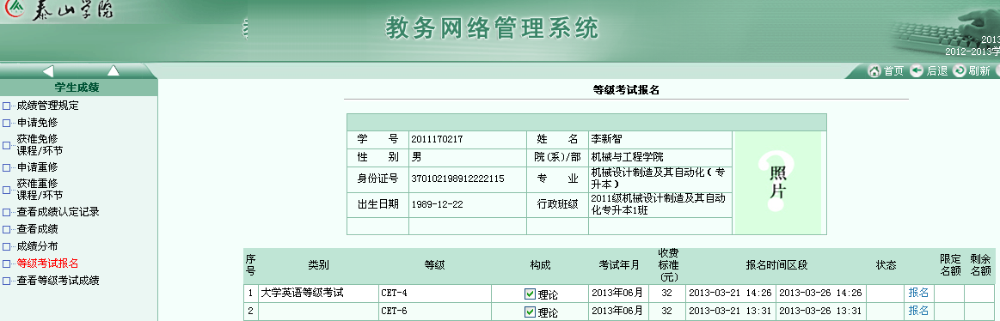 泰山学院
教务网络管理系统
2013
2012-2013学
首页 后退 刷新
学生成绩
成绩管理规定
申请免修
获准免修
课程/环节
申请重修
获准重修
课程/环节
查看成绩认定记录
查看成绩
成绩分布
等级考试报名
查看等级考试成绩
等级考试报名
学 号 2011170217 姓 名 李新智
性 别 男 院(系)/部 机械与工程学院
身份证号 370102198912222115 专 业 机械设计制造及其自动化(专
升本)
出生日期 1989-12-22 行政班级 2011级机械设计制造及其自动
化专升本1班
照
片
序
号 类别 等级 构成 考试年月 收费
标准
(元) 报名时间区段 状态 限定
名额 剩余
名额
1 大学英语等级考试 CET-4 理论 2013年06月 32 2013-03-21 14:26 2013-03-26 14:26 报名
2 CET-6 理论 2013年06月 32 2013-03-21 13:31 2013-03-26 13:31 报名